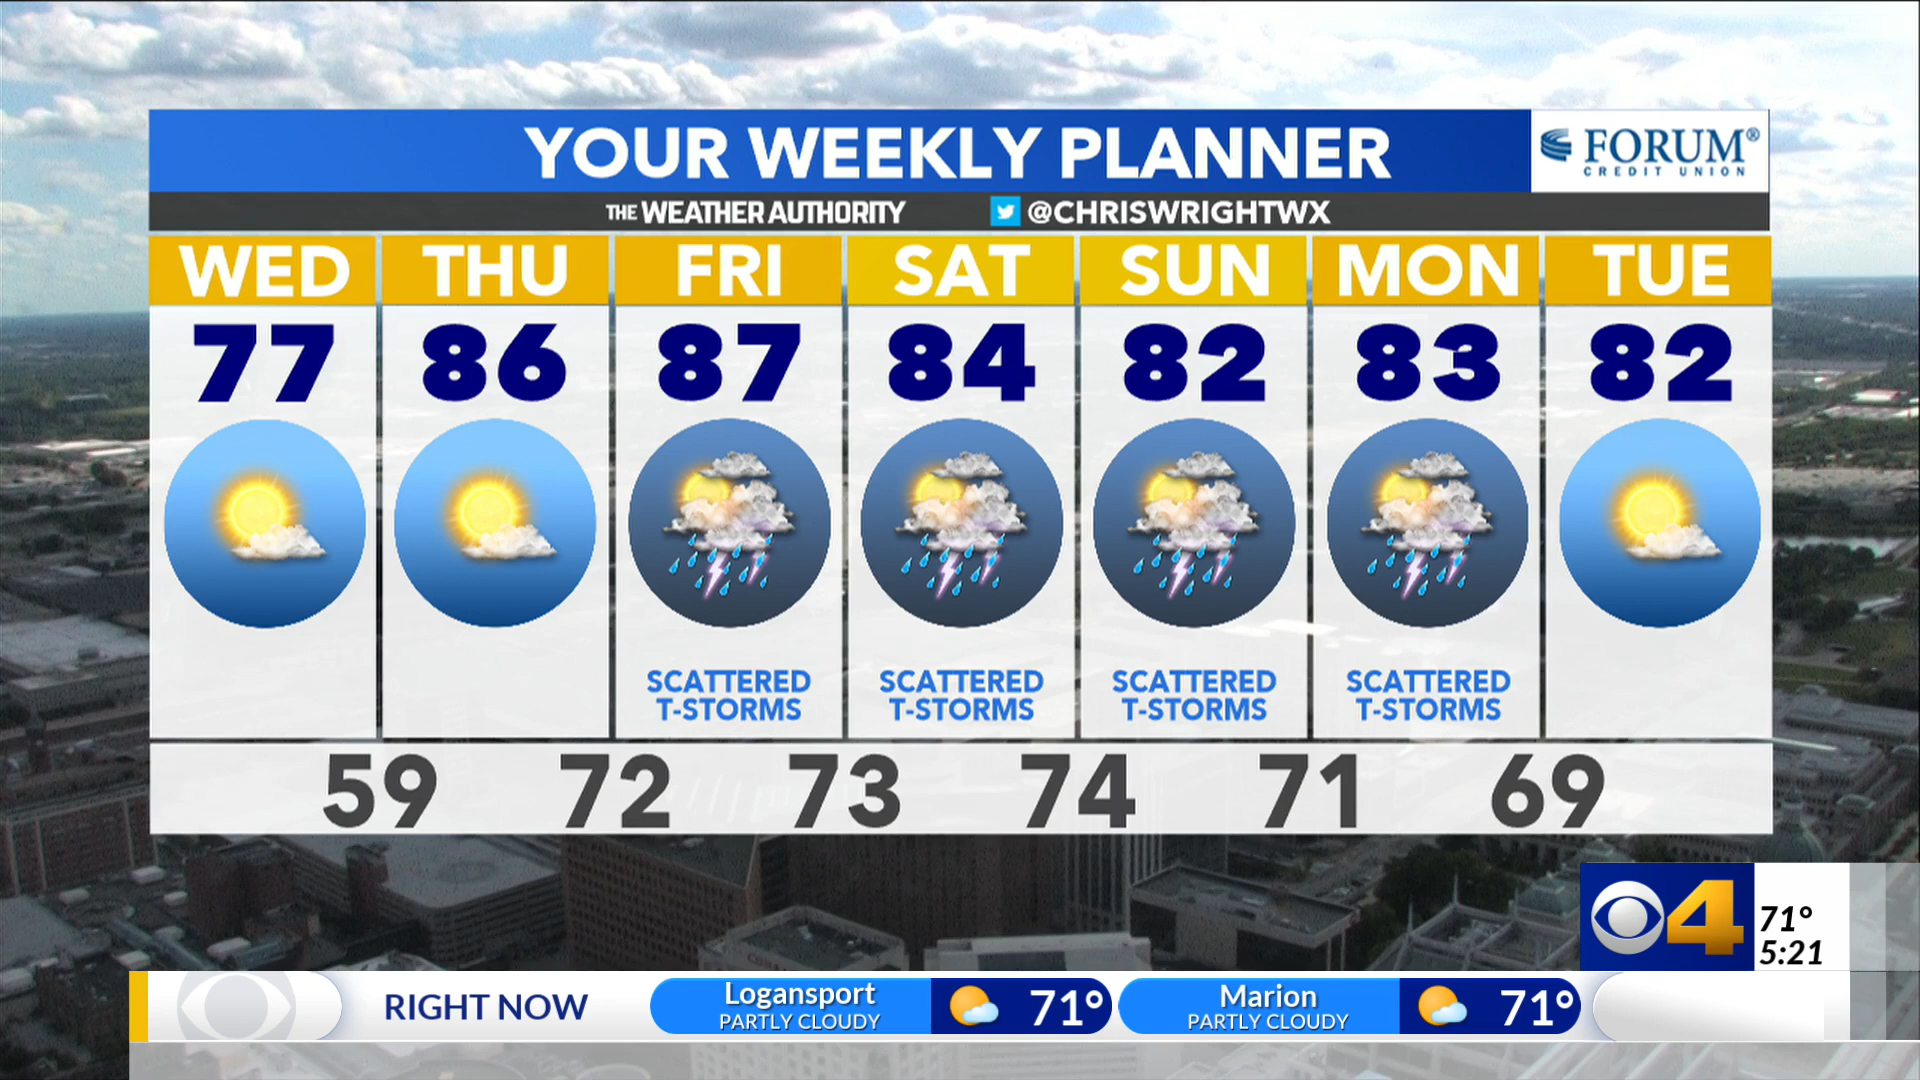 YOUR WEEKLY PLANNER
FORUM®
CREDIT UNION
THE WEATHER AUTHORITY @CHRISWRIGHTWX
WED THU FRI SAT SUN MON TUE
77 86 87 84 82 83 82
SCATTERED T-STORMS
SCATTERED T-STORMS
SCATTERED T-STORMS
SCATTERED T-STORMS
59 72 73 74 71 69
4
71°
5:21
RIGHT NOW
Logansport
PARTLY CLOUDY
71°
Marion
PARTLY CLOUDY
71°